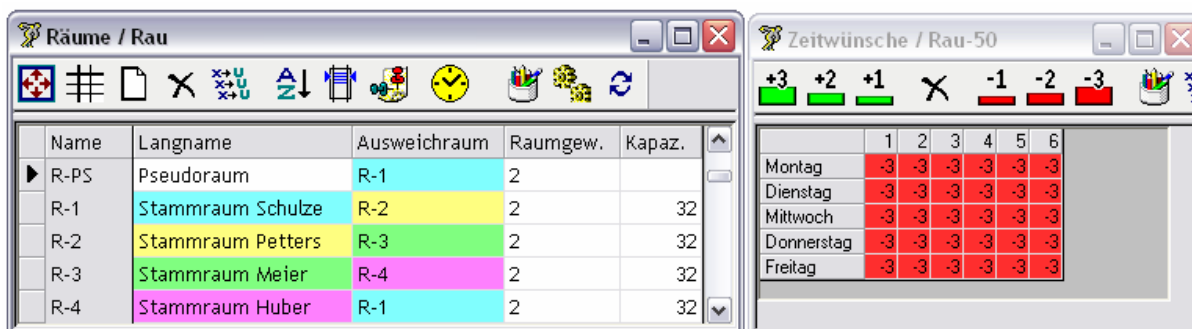 Räume / Rau
Name Langname Ausweichraum Raumgew. Kapaz.
R-PS Pseudoraum R-1 2
R-1 Stammraum Schulze R-2 2 32
R-2 Stammraum Petters R-3 2 32
R-3 Stammraum Meier R-4 2 32
R-4 Stammraum Huber R-1 2 32
Zeitwünsche / Rau-50
+3 +2 +1 -1 -2 -3
1 2 3 4 5 6
Montag -3 -3 -3 -3 -3 -3
Dienstag -3 -3 -3 -3 -3 -3
Mittwoch -3 -3 -3 -3 -3 -3
Donnerstag -3 -3 -3 -3 -3 -3
Freitag -3 -3 -3 -3 -3 -3